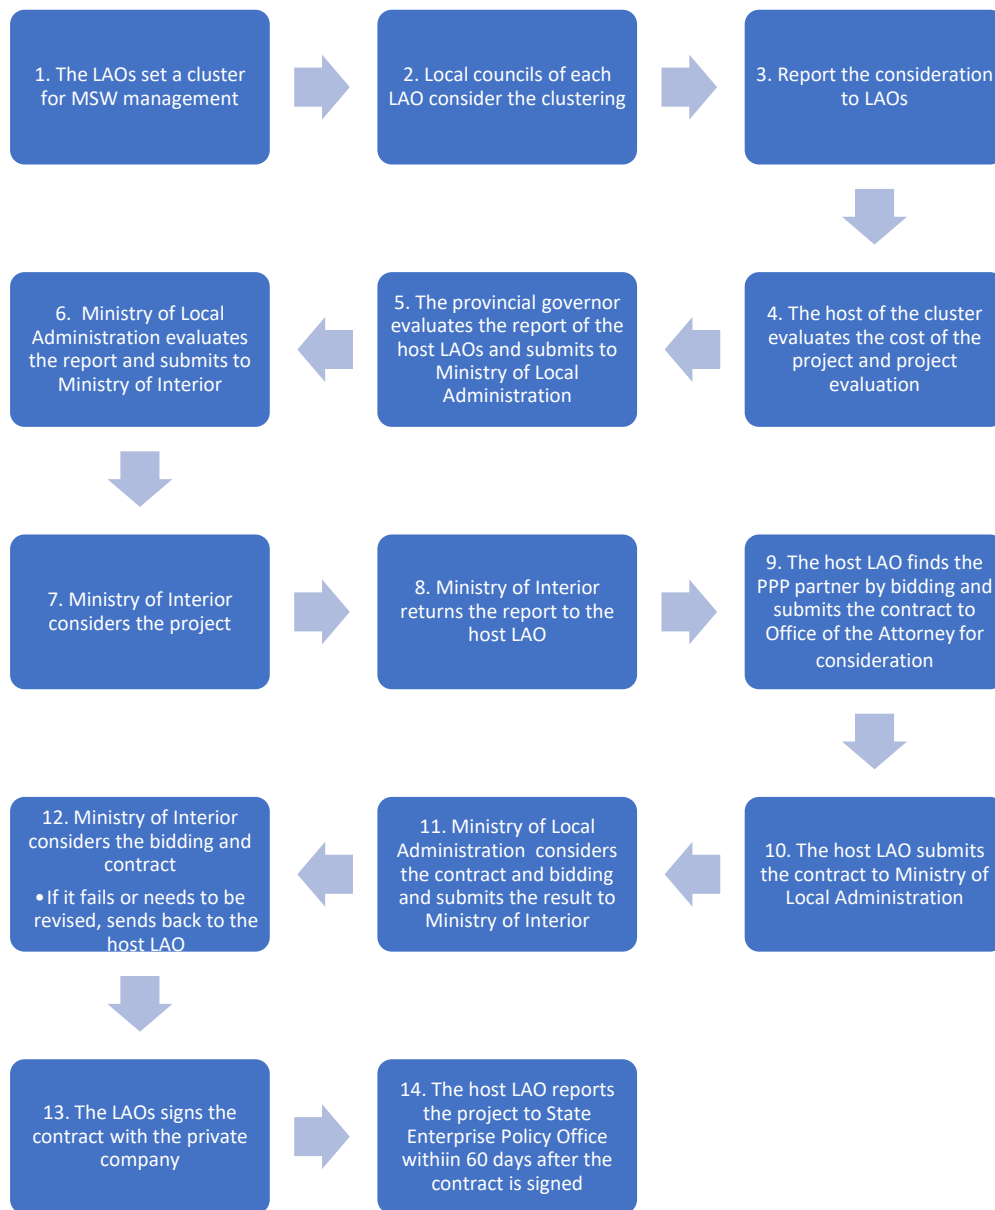 1. The LAOs set a cluster
for MSW management
2. Local councils of each
LAO consider the clustering
3. Report the consideration
to LAOs
4. The host of the cluster
evaluates the cost of the
project and project
evaluation
5. The provincial governor
evaluates the report of the
host LAOs and submits to
Ministry of Local
Administration
6.  Ministry of Local
Administration evaluates
the report and submits to
Ministry of Interior
7. Ministry of Interior
considers the project
8. Ministry of Interior
returns the report to the
host LAO
9. The host LAO finds the
PPP partner by bidding and
submits the contract to
Office of the Attorney for
consideration
10. The host LAO submits
the contract to Ministry of
Local Administration
11. Ministry of Local
Administration  considers
the contract and bidding
and submits the result to
Ministry of Interior
12. Ministry of Interior
considers the bidding and
contract
•If it fails or needs to be
revised, sends back to the
host LAO
13. The LAOs signs the
contract with the private
company
14. The host LAO reports
the project to State
Enterprise Policy Office
withiin 60 days after the
contract is signed